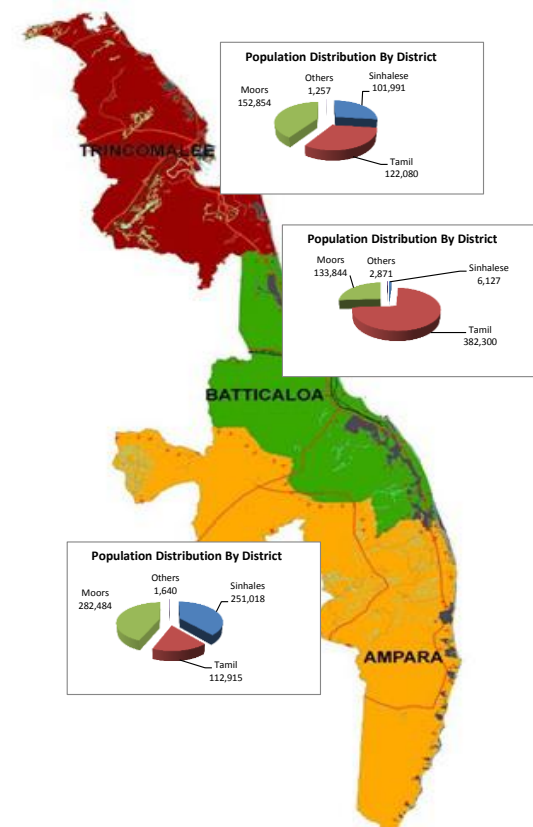 Population Distribution By District
Others
1,257
Sinhalese
101,991
Moors
152,854
Tamil
122,080
TRINCOMALEE
Population Distribution By District
Moors
133,844
Others
2,871
Sinhalese
6,127
Tamil
382,300
BATTICALOA
Population Distribution By District
Others
1,640
Sinhales
251,018
Moors
282,484
Tamil
112,915
AMPARA